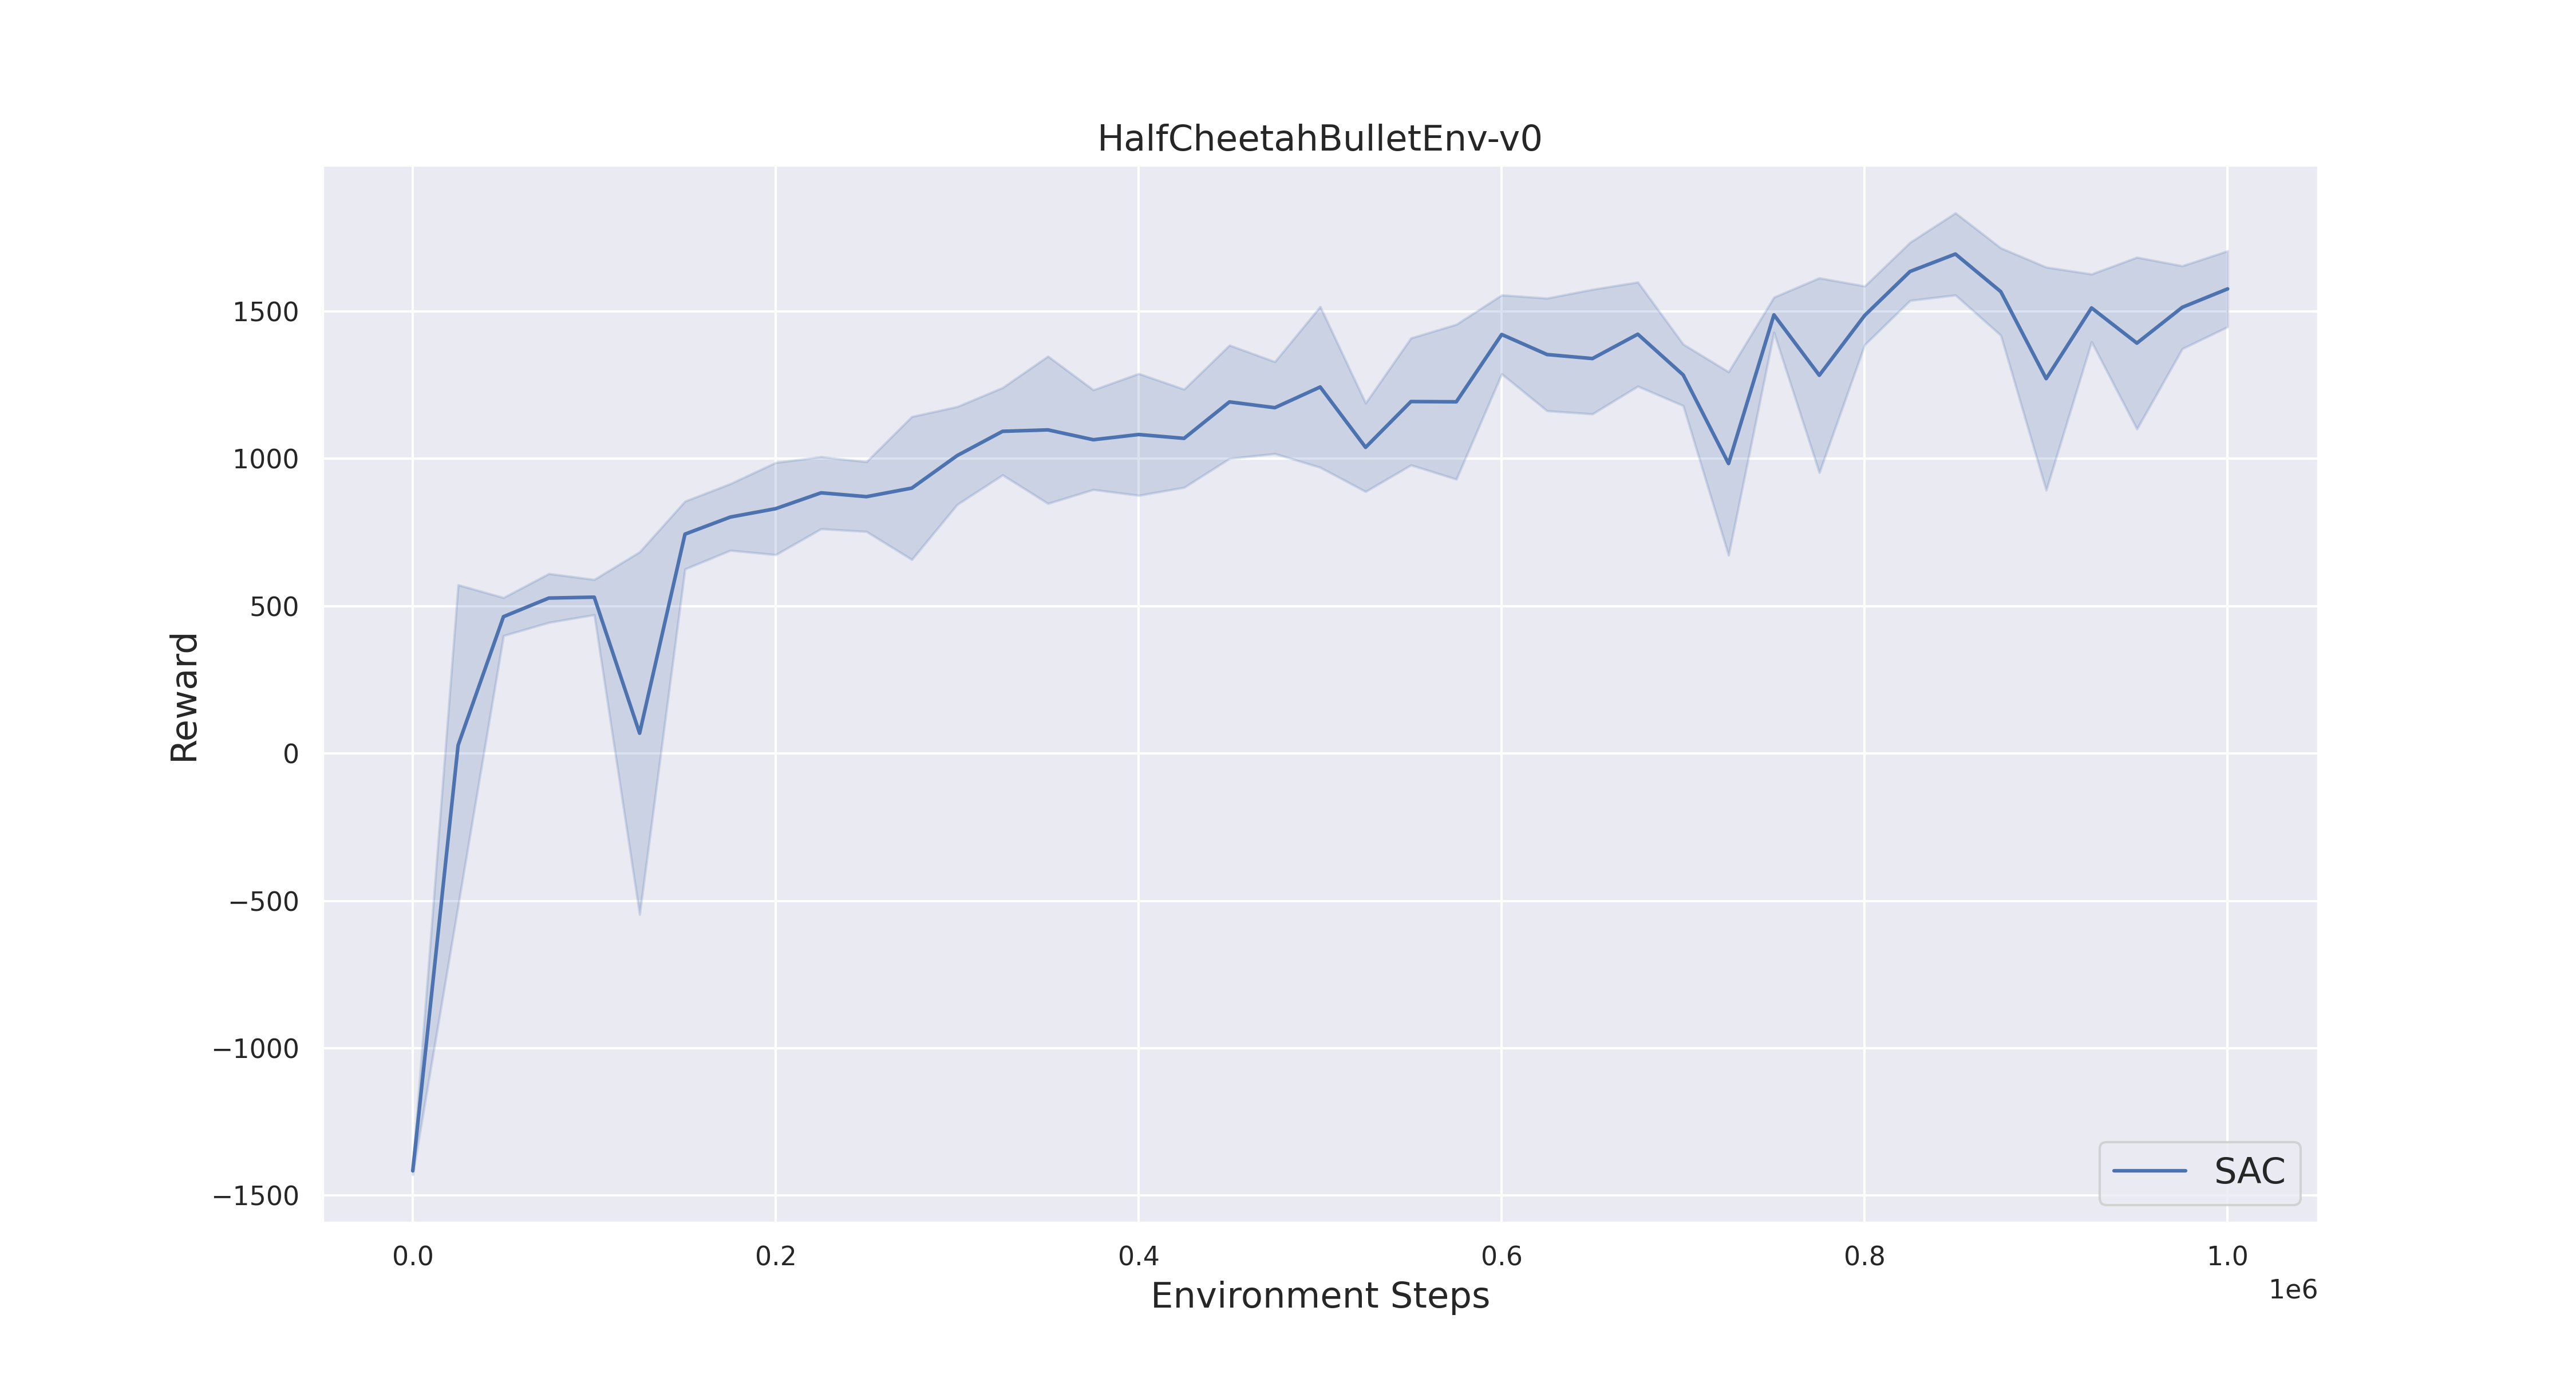 HalfCheetahBulletEnv-v0
1500
1000
500
0
−500
−1000
−1500
Reward
0.0 0.2 0.4 0.6 0.8 1.0
1e6
Environment Steps
SAC